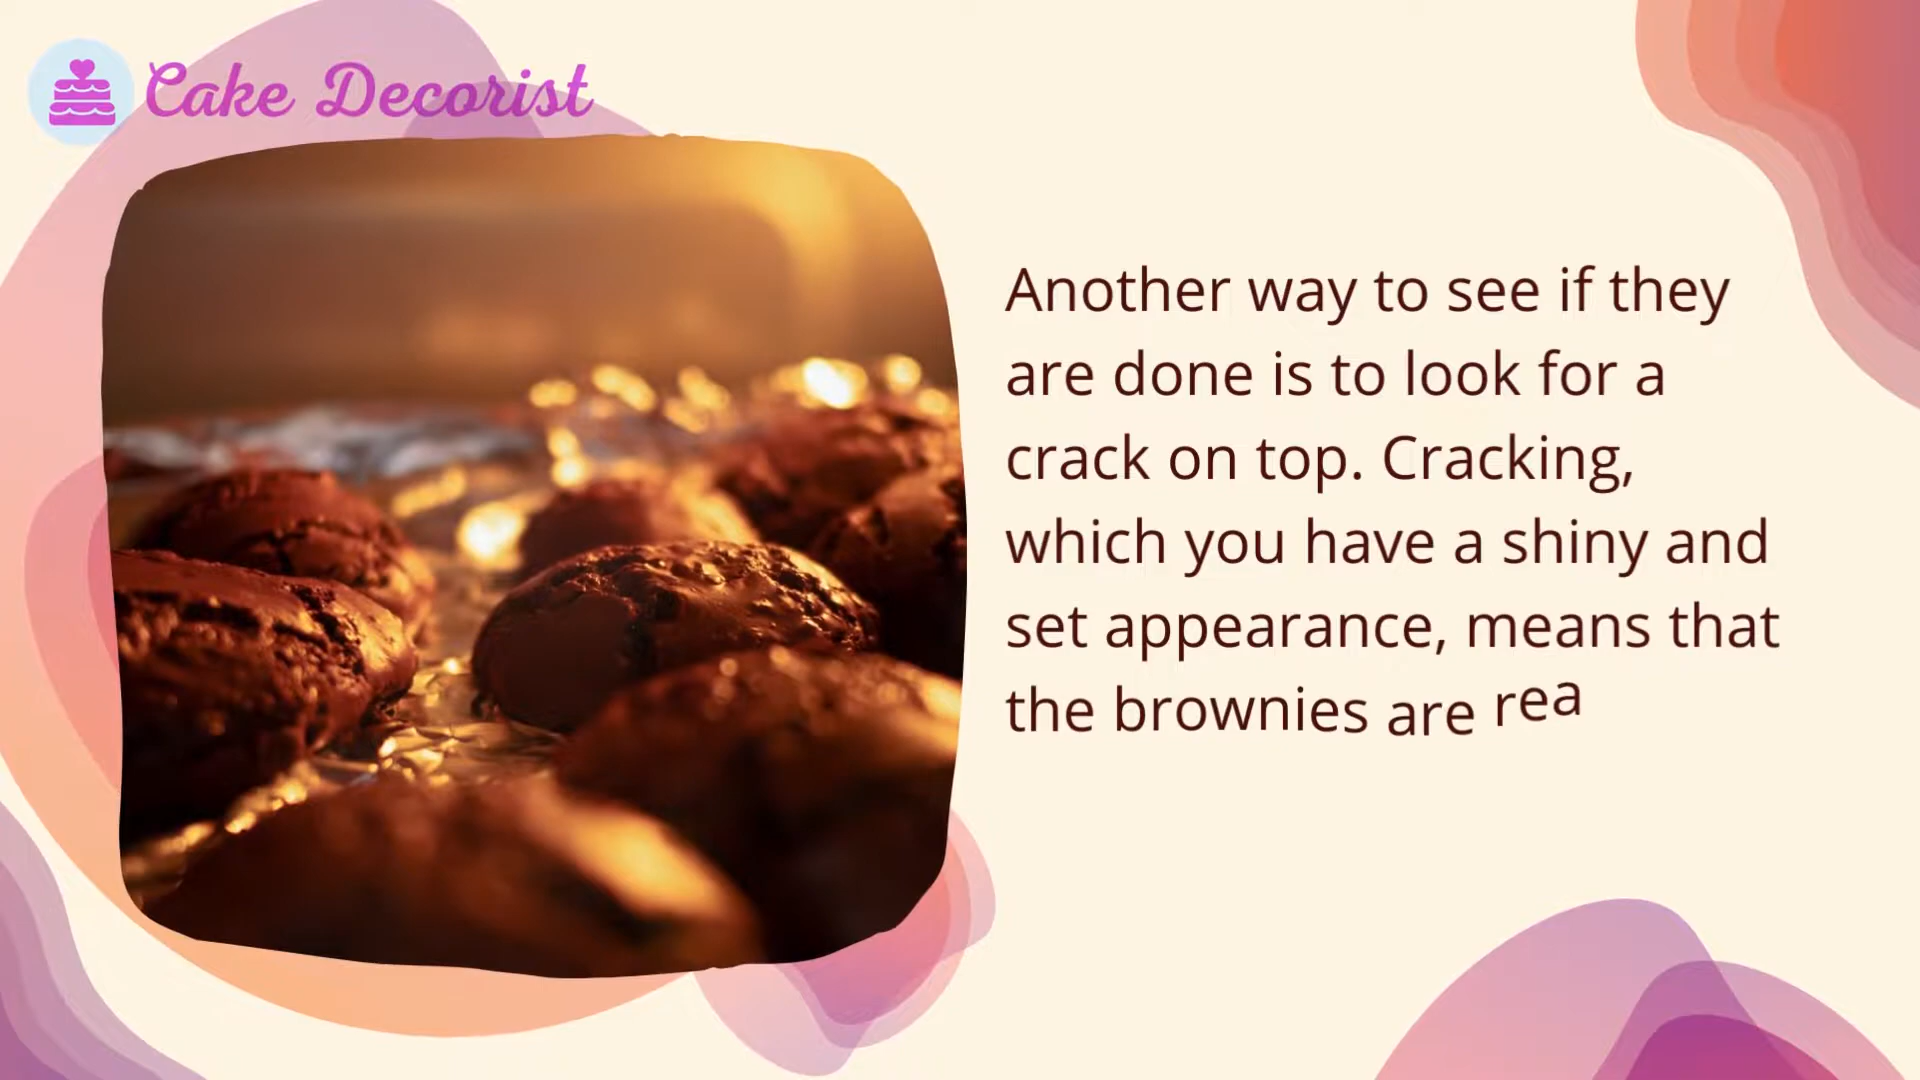 Cake Decorist
Another way to see if they
are done is to look for a
crack on top. Cracking,
which you have a shiny and
set appearance, means that
the brownies are rea